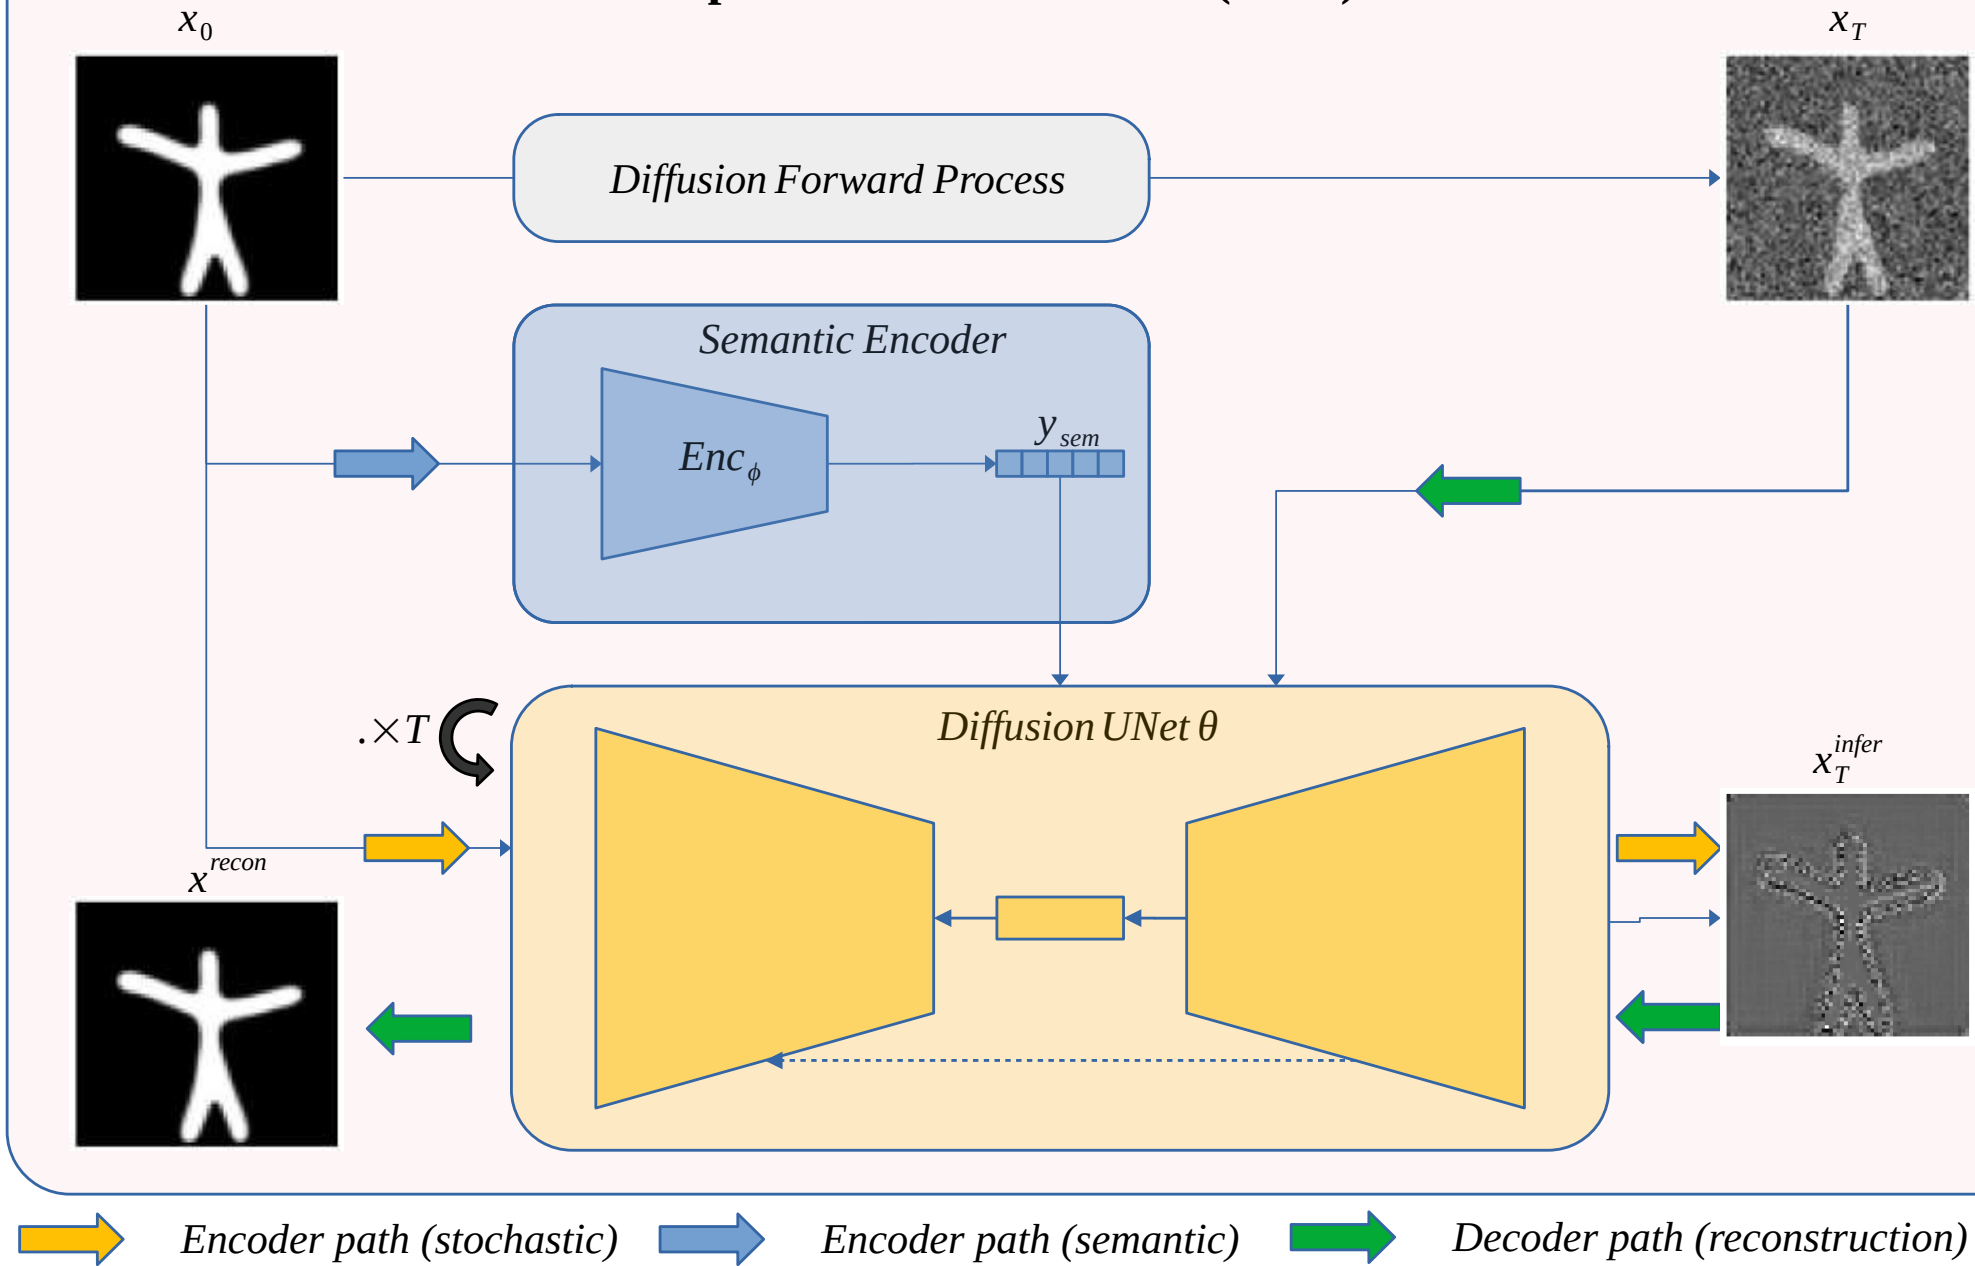 x0
xT
Diffusion Forward Process
Semantic Encoder
Encϕ
ysem
. × T
Diffusion UNet θ
xTinfer
xrecon
Encoder path (stochastic)
Encoder path (semantic)
Decoder path (reconstruction)